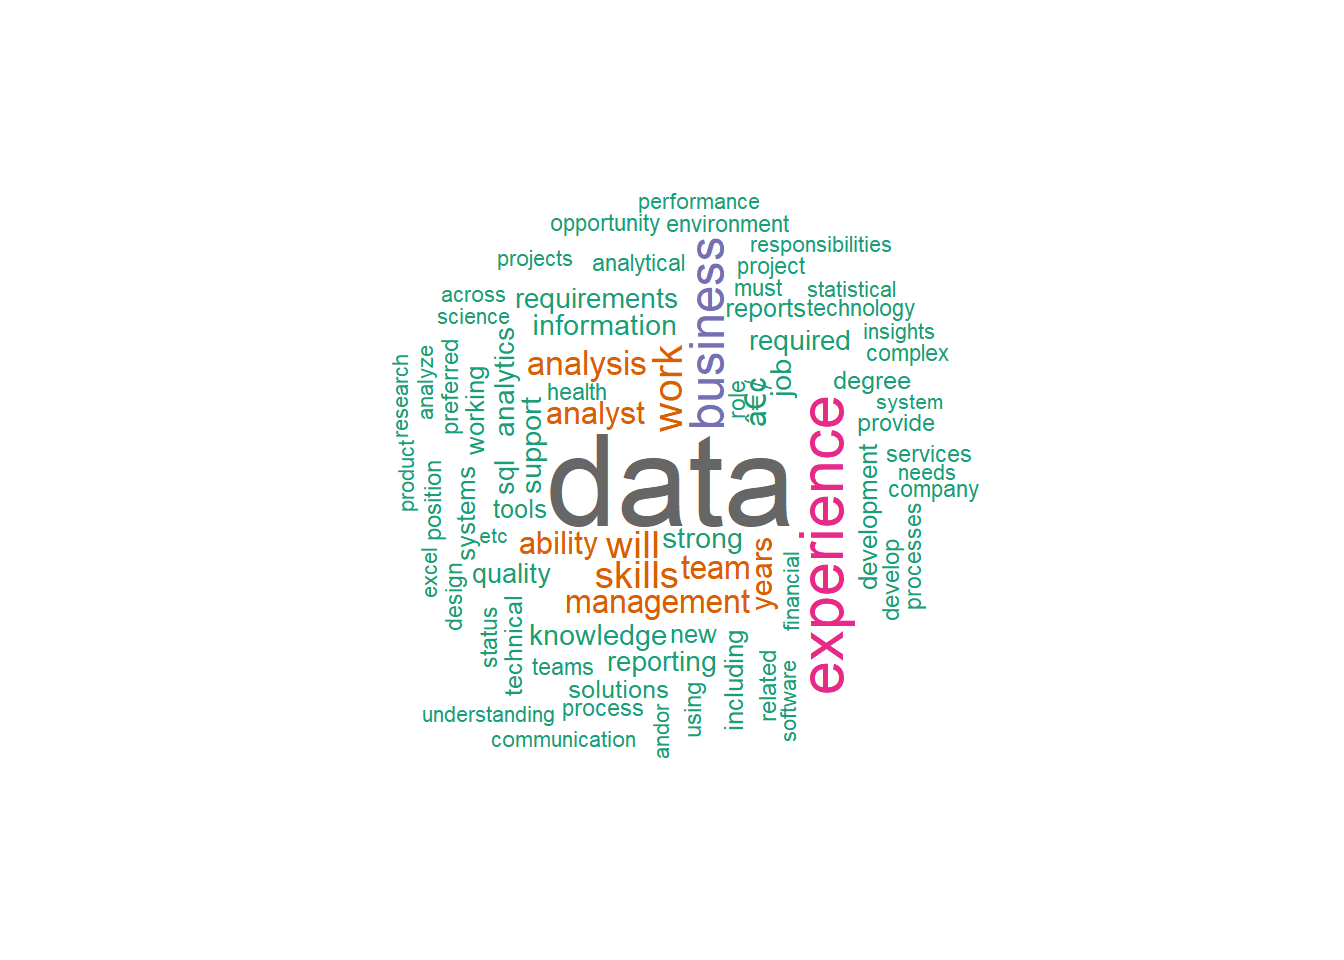 performance
opportunity environment
responsibilities
projects
analytical
project
must
statistical
across
requirements
reports
technology
science
information
business
insights
required
complex
analysis
work
job
degree
research
analyze
preferred
working
analytics
health
role
â€¢
system
analyst
support
provide
experience
data
services
needs
company
product
position
systems
sql
tools
development
etc
ability
will
strong
team
years
financial
develop
processes
excel
design
quality
skills
management
status
technical
knowledge
new
including
teams
reporting
related
software
solutions
using
understanding
process
andor
communication